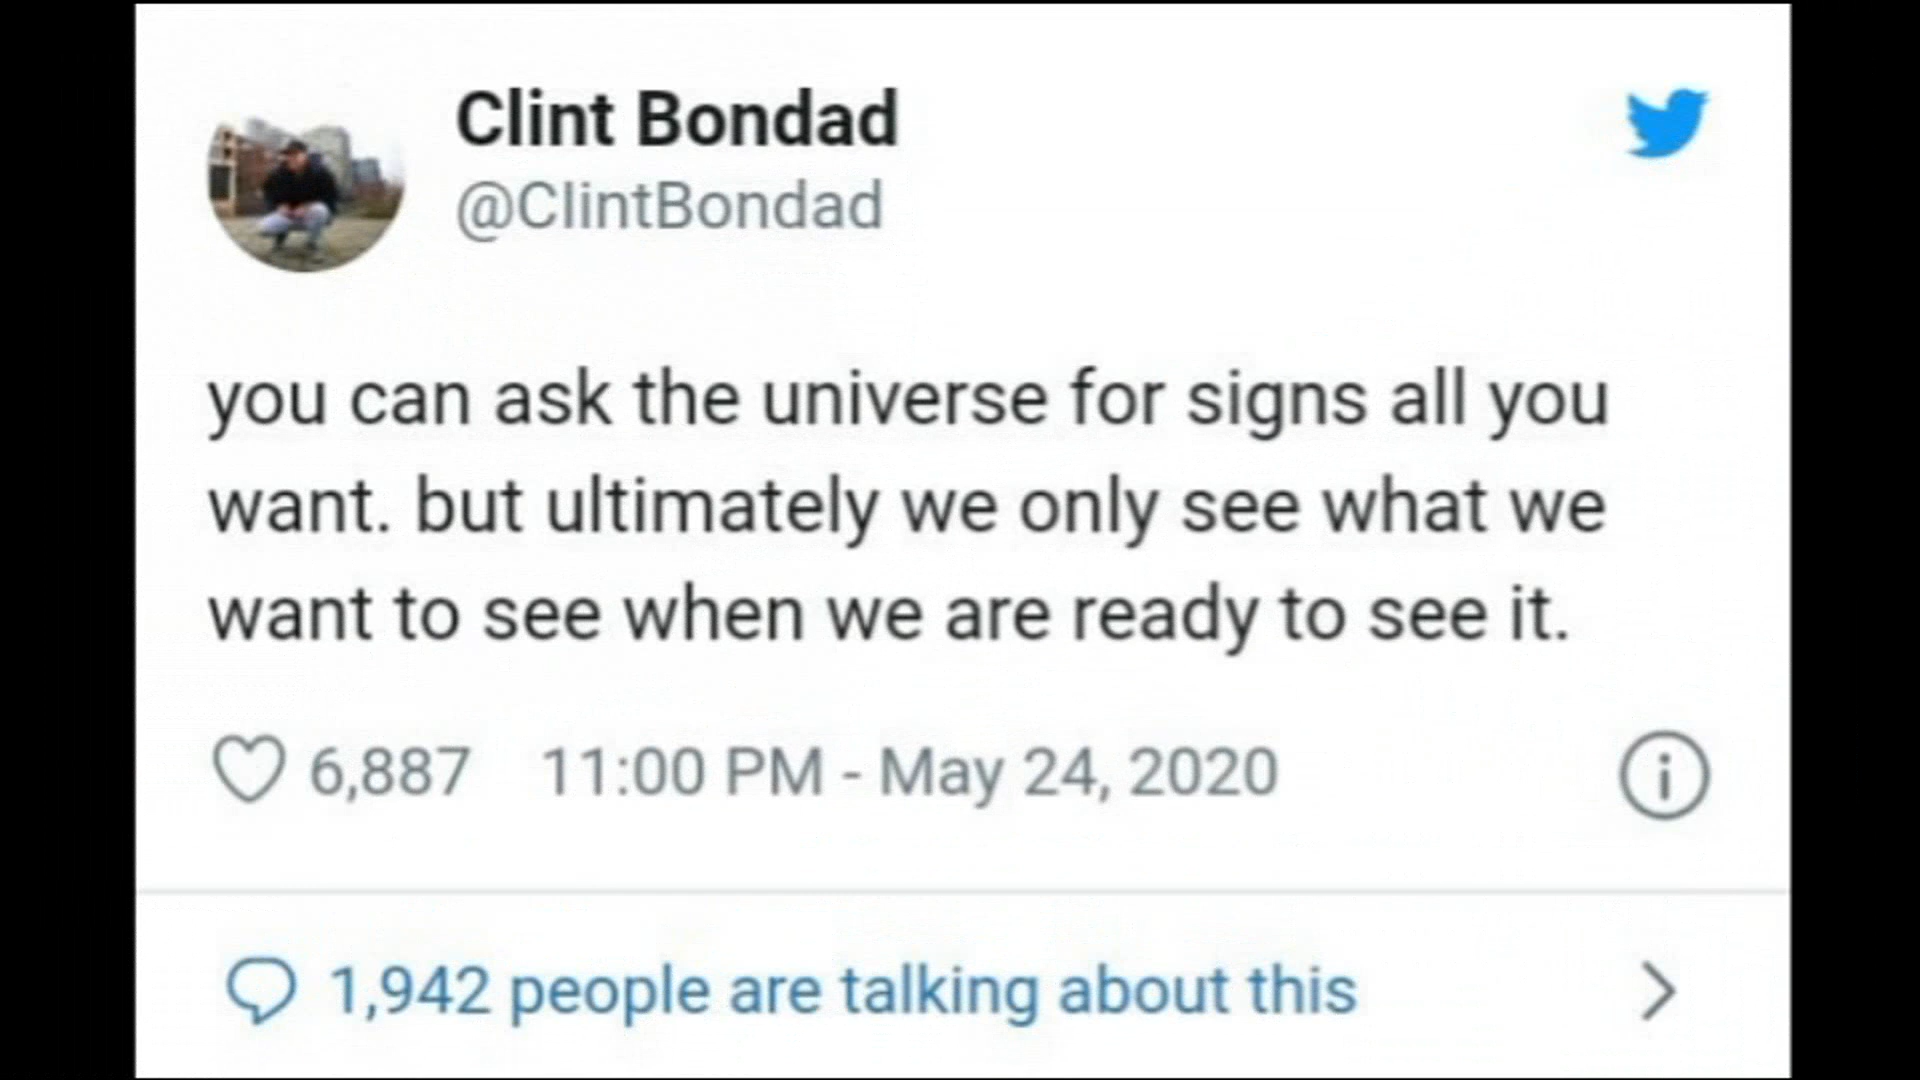 Clint Bondad
@ClintBondad
you can ask the universe for signs all you
want. but ultimately we only see what we
want to see when we are ready to see it.
6,887 11:00 PM - May 24, 2020
1,942 people are talking about this